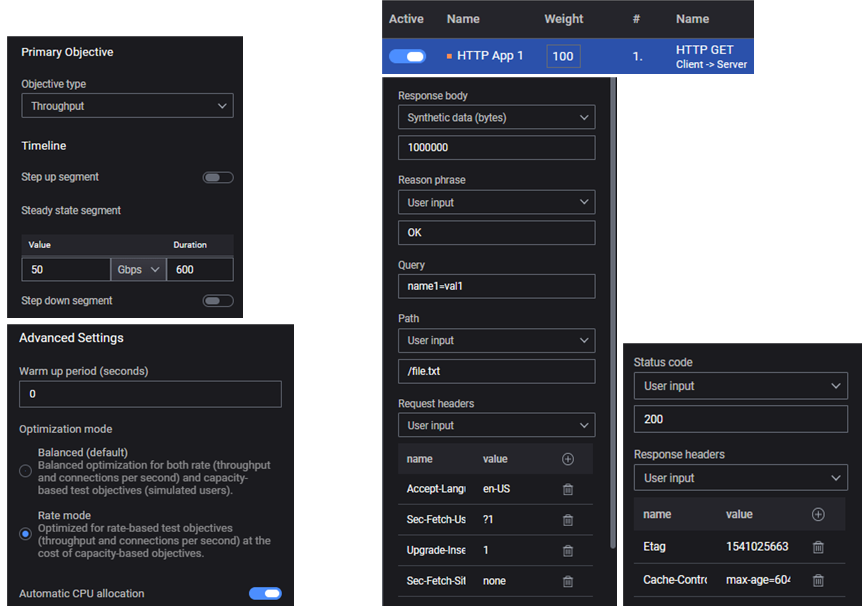 Primary Objective
Objective type
Throughput
Timeline
Step up segment
Steady state segment
Value Duration
50 Gbps 600
Step down segment
Advanced Settings
Warm up period (seconds)
0
Optimization mode
Balanced (default)
Balanced optimization for both rate (throughput
and connections per second) and capacity-
based test objectives (simulated users).
Rate mode
Optimized for rate-based test objectives
(throughput and connections per second) at the
cost of capacity-based objectives.
Automatic CPU allocation
Active Name Weight # Name
HTTP App 1 100 1. HTTP GET
Client -> Server
Response body
Synthetic data (bytes)
1000000
Reason phrase
User input
OK
Query
name1=val1
Path
User input
/file.txt
Request headers
User input
name value
Accept-Langu en-US
Sec-Fetch-Us ?1
Upgrade-Inse 1
Sec-Fetch-Sit none
Status code
User input
200
Response headers
User input
name value
Etag 1541025663
Cache-Contro max-age=604